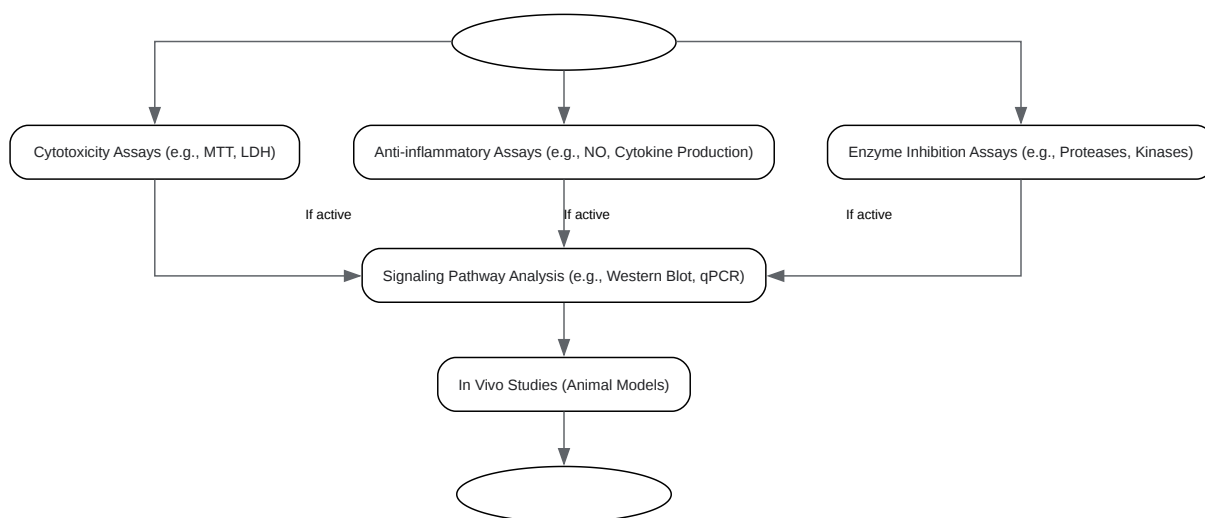 Cytotoxicity Assays (e.g., MTT, LDH)
Anti-inflammatory Assays (e.g., NO, Cytokine Production)
Enzyme Inhibition Assays (e.g., Proteases, Kinases)
If active
If active
If active
Signaling Pathway Analysis (e.g., Western Blot, qPCR)
In Vivo Studies (Animal Models)